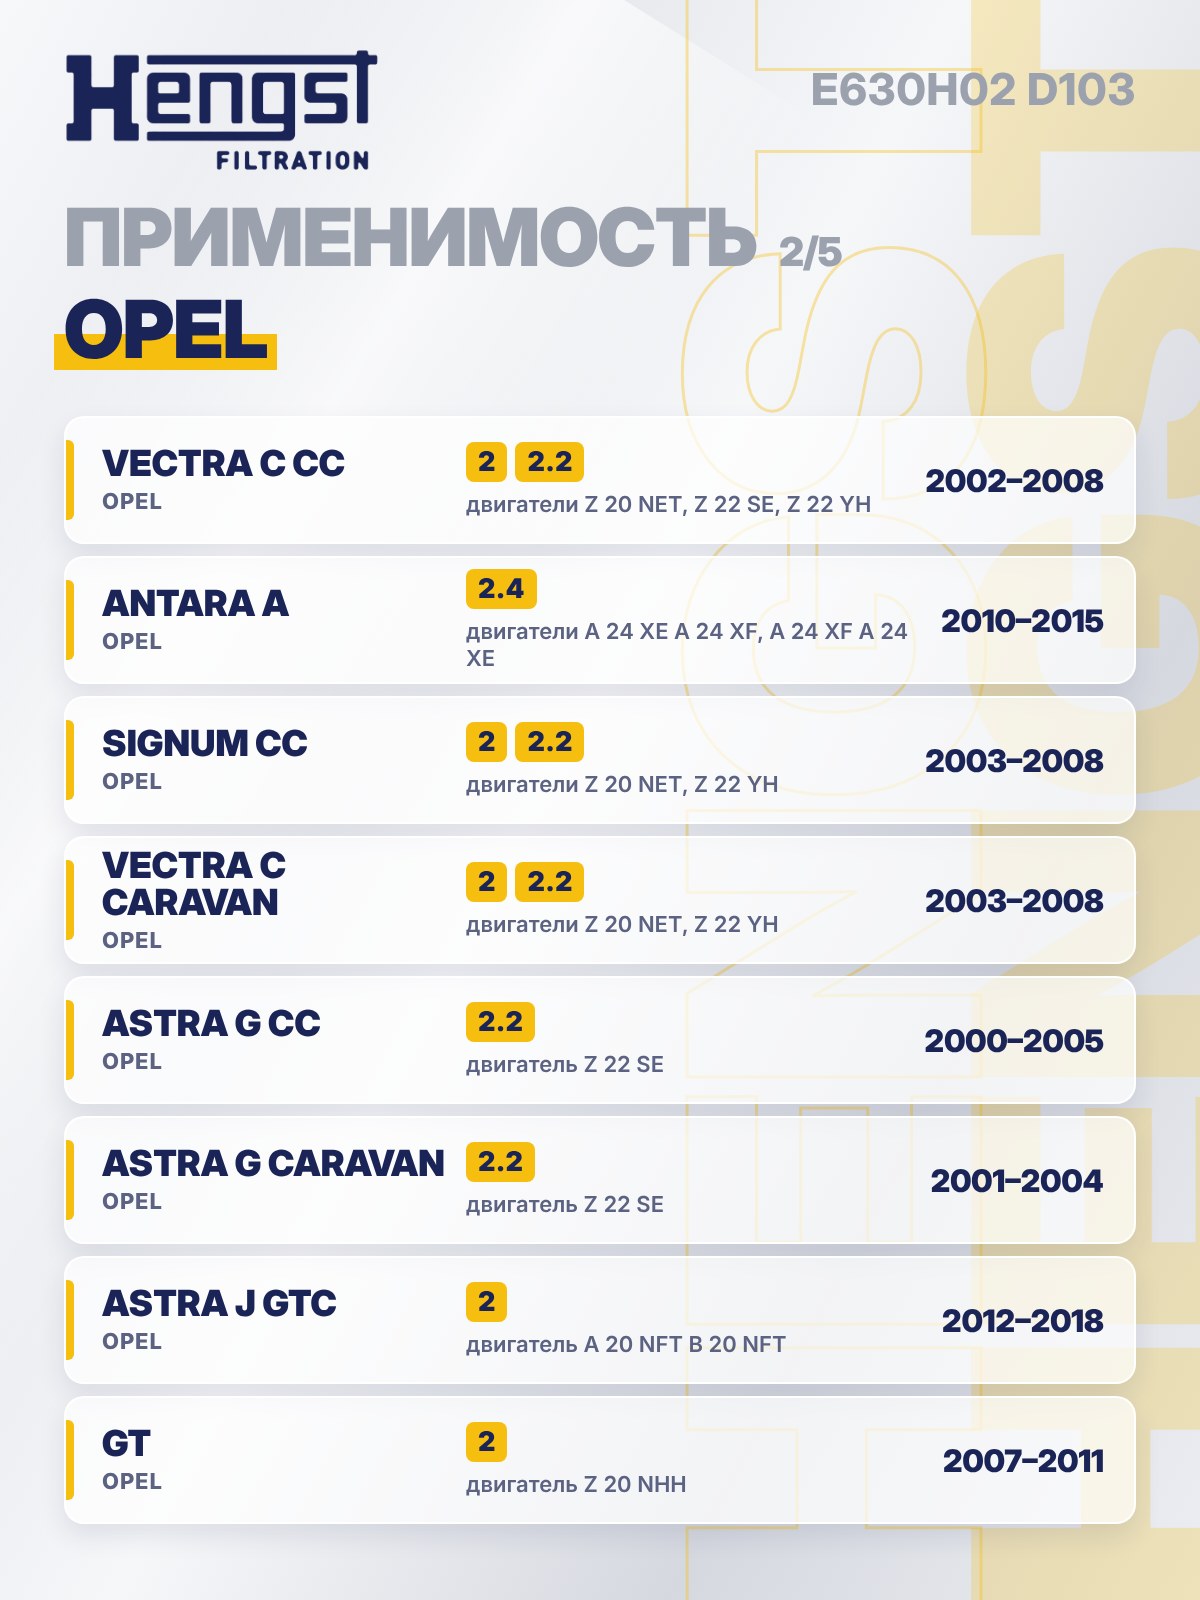 Hengst
FILTRATION
E630H02 D103
ПРИМЕНИМОСТЬ 2/5
OPEL
VECTRA C CC
OPEL
2 2.2
двигатели Z 20 NET, Z 22 SE, Z 22 YH
2002–2008
ANTARA A
OPEL
2.4
двигатели A 24 XE A 24 XF, A 24 XF A 24
XE
2010–2015
SIGNUM CC
OPEL
2 2.2
двигатели Z 20 NET, Z 22 YH
2003–2008
VECTRA C
CARAVAN
OPEL
2 2.2
двигатели Z 20 NET, Z 22 YH
2003–2008
ASTRA G CC
OPEL
2.2
двигатель Z 22 SE
2000–2005
ASTRA G CARAVAN
OPEL
2.2
двигатель Z 22 SE
2001–2004
ASTRA J GTC
OPEL
2
двигатель A 20 NFT B 20 NFT
2012–2018
GT
OPEL
2
двигатель Z 20 NHH
2007–2011
HENGST
HENGST